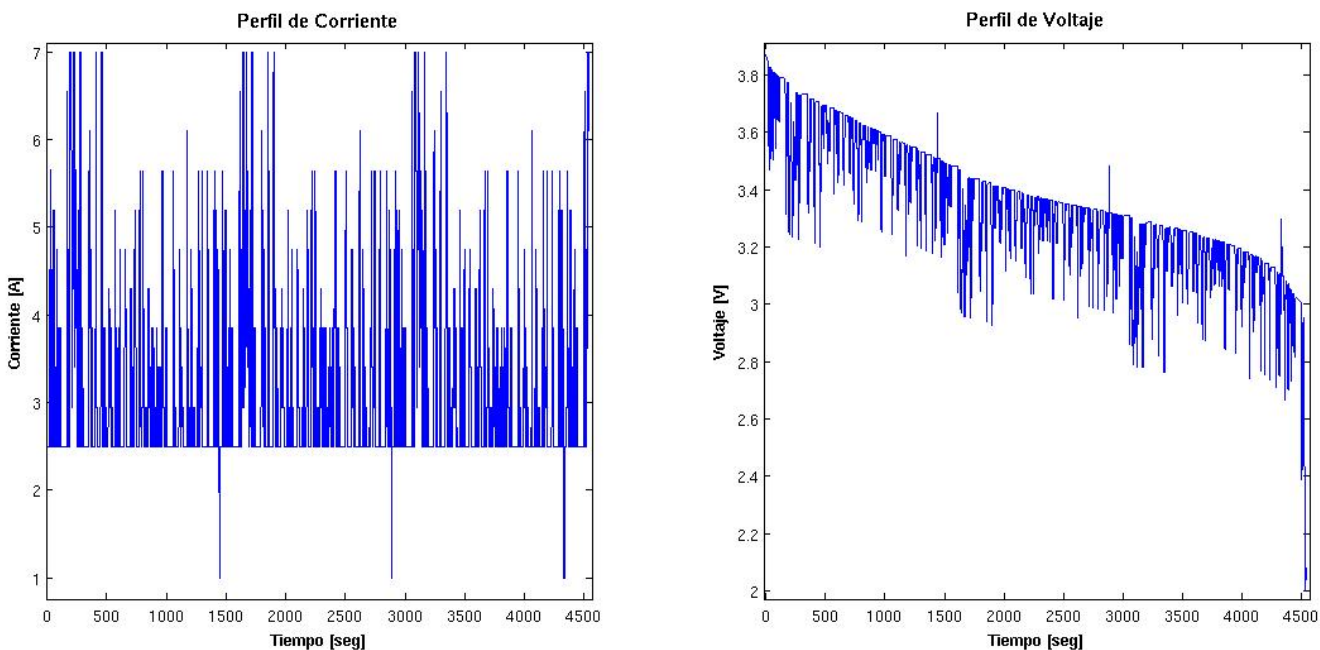 Perfil de Corriente
7
6
5
4
3
2
1
Corriente [A]
0 500 1000 1500 2000 2500 3000 3500 4000 4500
Tiempo [seg]
Perfil de Voltaje
3.8
3.6
3.4
3.2
3
2.8
2.6
2.4
2.2
2
Voltaje [V]
0 500 1000 1500 2000 2500 3000 3500 4000 4500
Tiempo [seg]